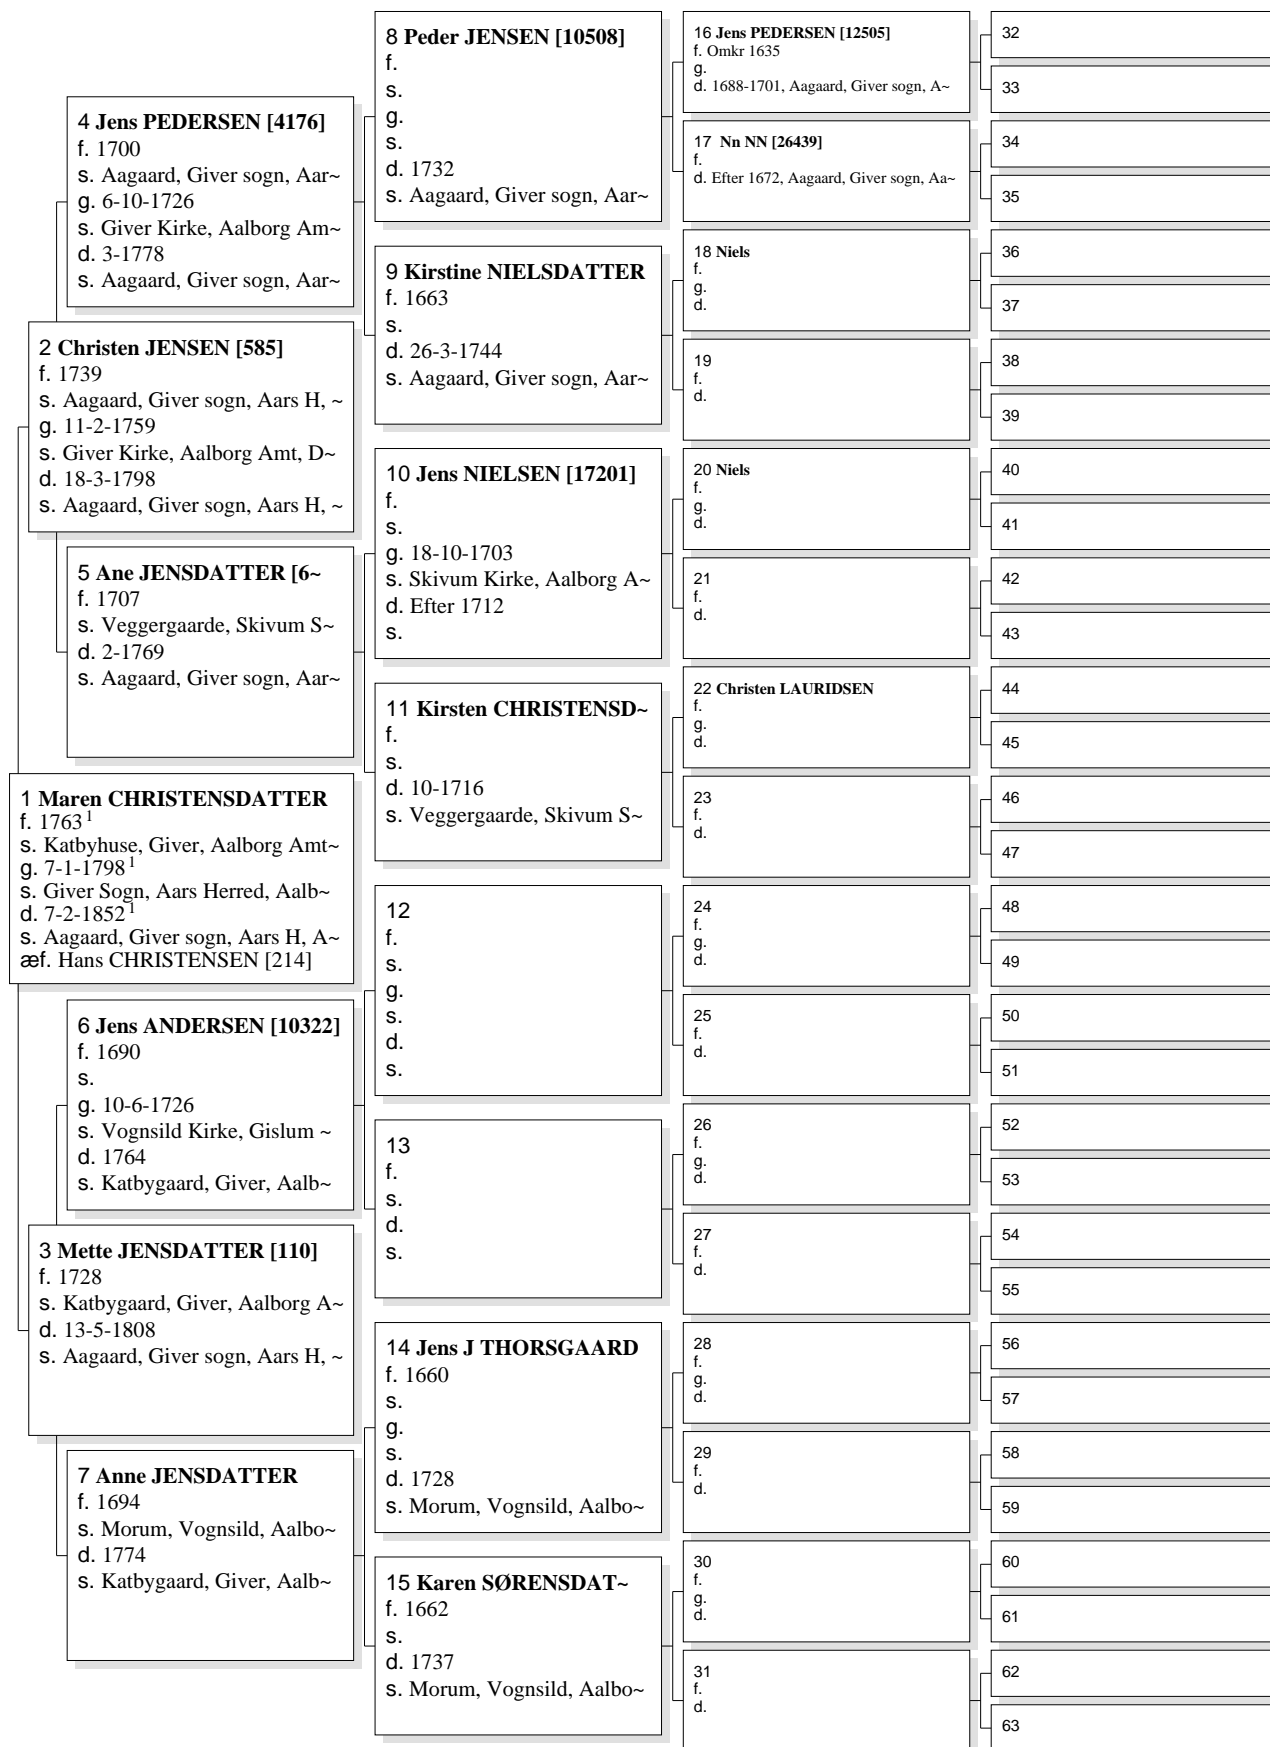 1 Maren CHRISTENSDATTER
f. 1763 1
s. Katbyhuse, Giver, Aalborg Amt~
g. 7-1-1798 1
s. Giver Sogn, Aars Herred, Aalb~
d. 7-2-1852 1
s. Aagaard, Giver sogn, Aars H, A~
æf. Hans CHRISTENSEN [214]
2 Christen JENSEN [585]
f. 1739
s. Aagaard, Giver sogn, Aars H, ~
g. 11-2-1759
s. Giver Kirke, Aalborg Amt, D~
d. 18-3-1798
s. Aagaard, Giver sogn, Aars H, ~
3 Mette JENSDATTER [110]
f. 1728
s. Katbygaard, Giver, Aalborg A~
d. 13-5-1808
s. Aagaard, Giver sogn, Aars H, ~
4 Jens PEDERSEN [4176]
f. 1700
s. Aagaard, Giver sogn, Aar~
g. 6-10-1726
s. Giver Kirke, Aalborg Am~
d. 3-1778
s. Aagaard, Giver sogn, Aar~
5 Ane JENSDATTER [6~
f. 1707
s. Veggergaarde, Skivum S~
d. 2-1769
s. Aagaard, Giver sogn, Aar~
6 Jens ANDERSEN [10322]
f. 1690
s.
g. 10-6-1726
s. Vognsild Kirke, Gislum ~
d. 1764
s. Katbygaard, Giver, Aalb~
7 Anne JENSDATTER
f. 1694
s. Morum, Vognsild, Aalbo~
d. 1774
s. Katbygaard, Giver, Aalb~
8 Peder JENSEN [10508]
f.
s.
g.
s.
d. 1732
s. Aagaard, Giver sogn, Aar~
9 Kirstine NIELSDATTER
f. 1663
s.
d. 26-3-1744
s. Aagaard, Giver sogn, Aar~
10 Jens NIELSEN [17201]
f.
s.
g. 18-10-1703
s. Skivum Kirke, Aalborg A~
d. Efter 1712
s.
11 Kirsten CHRISTENSD~
f.
s.
d. 10-1716
s. Veggergaarde, Skivum S~
12
f.
s.
g.
s.
d.
s.
13
f.
s.
d.
s.
14 Jens J THORSGAARD
f. 1660
s.
g.
s.
d. 1728
s. Morum, Vognsild, Aalbo~
15 Karen SØRENSDAT~
f. 1662
s.
d. 1737
s. Morum, Vognsild, Aalbo~
16 Jens PEDERSEN [12505]
f. Omkr 1635
g.
d. 1688-1701, Aagaard, Giver sogn, A~
17 Nn NN [26439]
f.
d. Efter 1672, Aagaard, Giver sogn, Aa~
18 Niels
f.
g.
d.
19
f.
d.
20 Niels
f.
g.
d.
21
f.
d.
22 Christen LAURIDSEN
f.
g.
d.
23
f.
d.
24
f.
g.
d.
25
f.
d.
26
f.
g.
d.
27
f.
d.
28
f.
g.
d.
29
f.
d.
30
f.
g.
d.
31
f.
d.
32
33
34
35
36
37
38
39
40
41
42
43
44
45
46
47
48
49
50
51
52
53
54
55
56
57
58
59
60
61
62
63